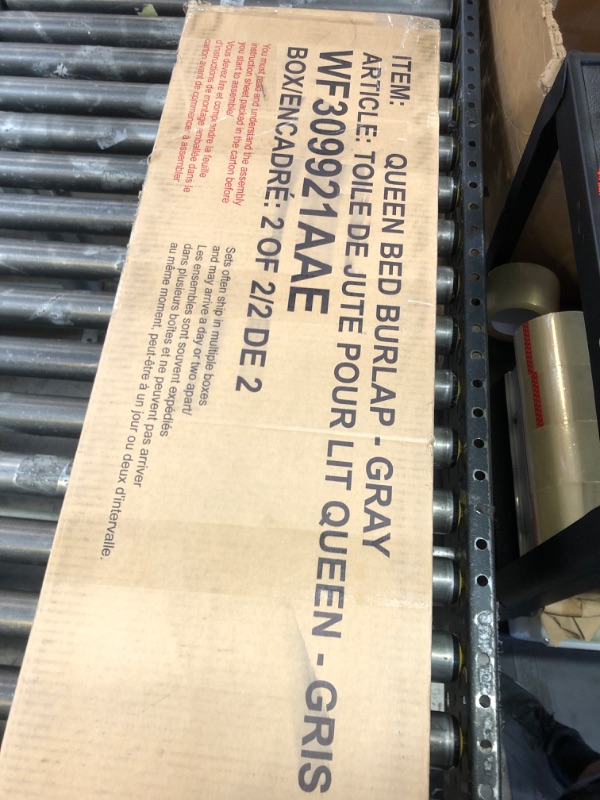 ITEM: QUEEN BED BURLAP - GRAY
ARTICLE: TOILE DE JUTE POUR LIT QUEEN - GRIS
WF309921AAE
BOX/ENCADRÉ: 2 OF 2/2 DE 2
You must read and understand the assembly
instruction sheet packed in the carton before
you start to assembly/
Vous devez lire et comprendre la feuille
d'instructions de montage emballée dans le
carton avant de commencer à assembler
Sets often ship in multiple boxes
and may arrive a day or two apart/
Les ensembles sont souvent expédiés
dans plusieurs boîtes et ne peuvent pas arriver
au même moment, peut-être à un jour ou deux d'intervalle.